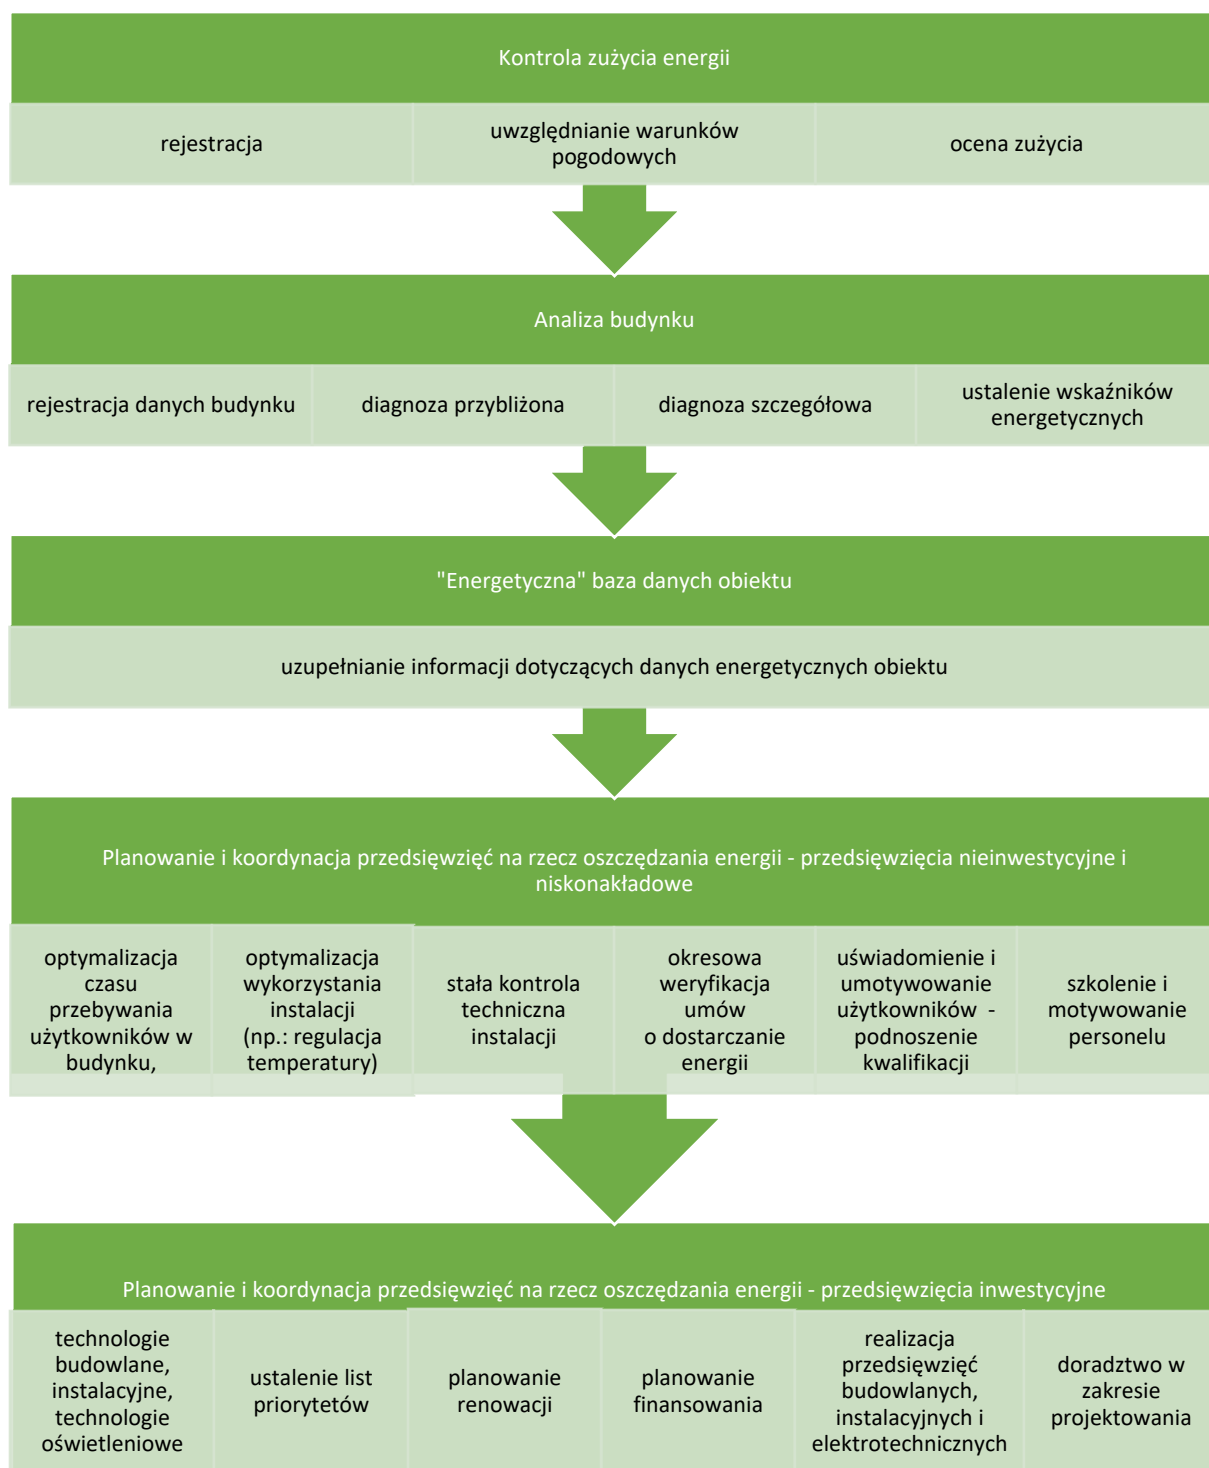 Kontrola zużycia energii
rejestracja
uwzględnianie warunków
pogodowych
ocena zużycia
Analiza budynku
rejestracja danych budynku
diagnoza przybliżona
diagnoza szczegółowa
ustalenie wskaźników
energetycznych
"Energetyczna" baza danych obiektu
uzupełnianie informacji dotyczących danych energetycznych obiektu
Planowanie i koordynacja przedsięwzięć na rzecz oszczędzania energii - przedsięwzięcia nieinwestycyjne i
niskonakładowe
optymalizacja
czasu
przebywania
użytkowników w
budynku,
optymalizacja
wykorzystania
instalacji
(np.: regulacja
temperatury)
stała kontrola
techniczna
instalacji
okresowa
weryfikacja
umów
o dostarczanie
energii
uświadomienie i
umotywowanie
użytkowników -
podnoszenie
kwalifikacji
szkolenie i
motywowanie
personelu
Planowanie i koordynacja przedsięwzięć na rzecz oszczędzania energii - przedsięwzięcia inwestycyjne
technologie
budowlane,
instalacyjne,
technologie
oświetleniowe
ustalenie list
priorytetów
planowanie
renowacji
planowanie
finansowania
realizacja
przedsięwzięć
budowlanych,
instalacyjnych i
elektrotechnicznych
doradztwo w
zakresie
projektowania